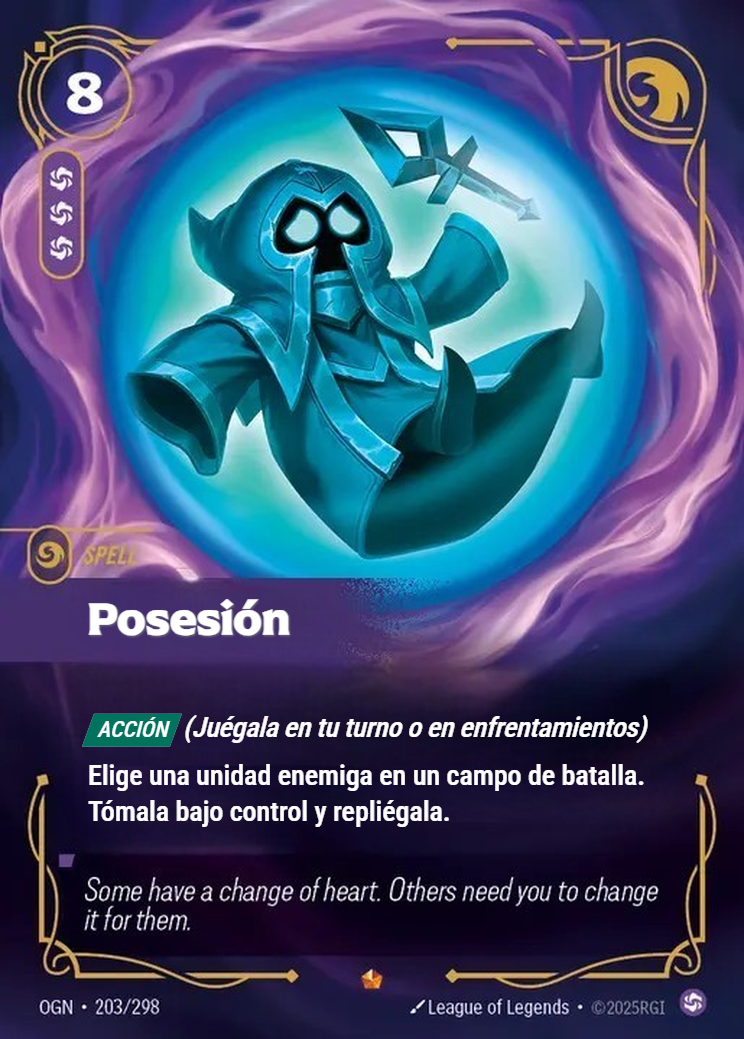 8
SPELL
Posesión
ACCIÓN (Juégala en tu turno o en enfrentamientos)
Elige una unidad enemiga en un campo de batalla.
Tómala bajo control y repliégala.
Some have a change of heart. Others need you to change
it for them.
OGN • 203/298
League of Legends • ©2025RGI